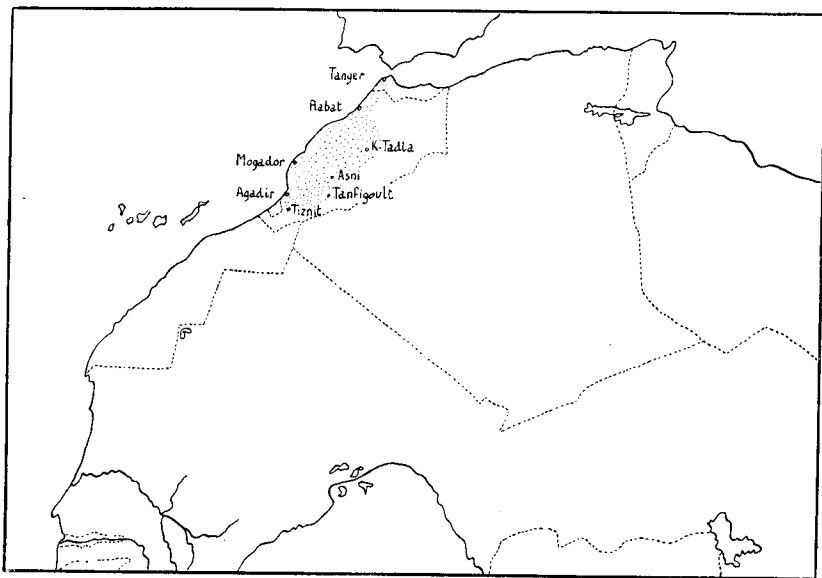 Tanger
Rabat
K.Tadla
Mogador
Asni
Agadir
Tanfigoult
Tiznit